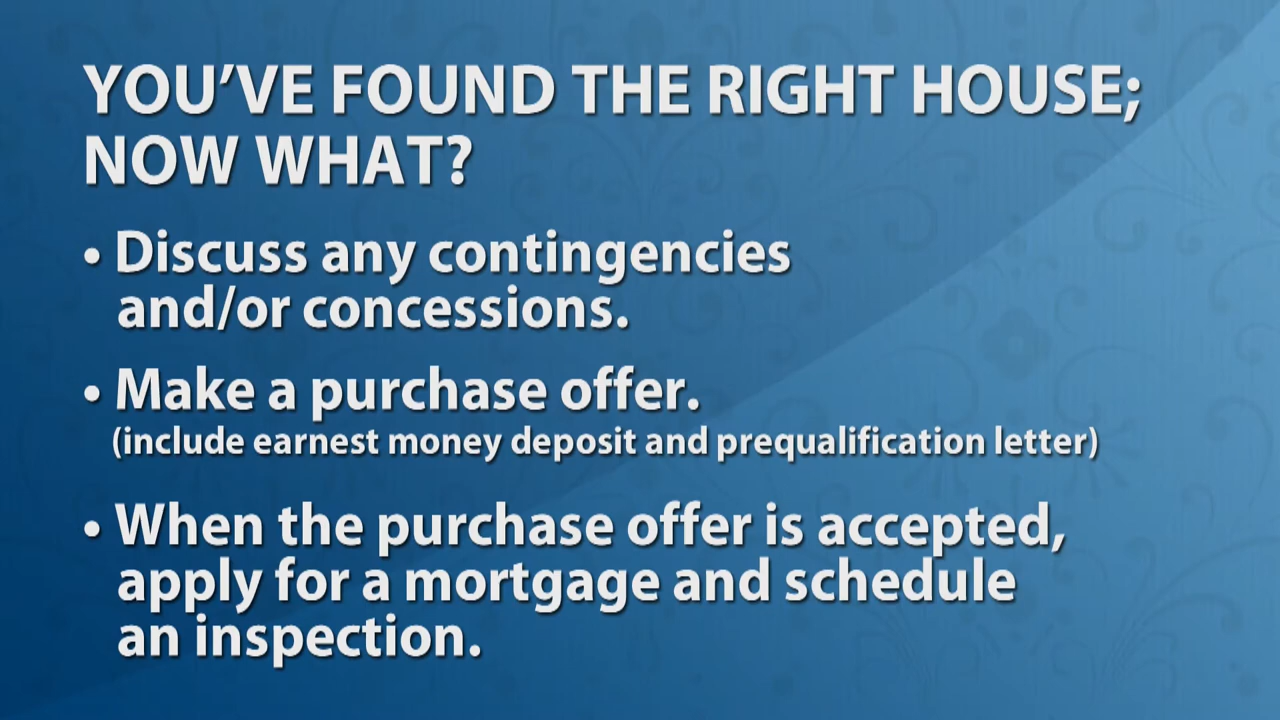 YOU’VE FOUND THE RIGHT HOUSE;
NOW WHAT?
• Discuss any contingencies
and/or concessions.
• Make a purchase offer.
(include earnest money deposit and prequalification letter)
• When the purchase offer is accepted,
apply for a mortgage and schedule
an inspection.